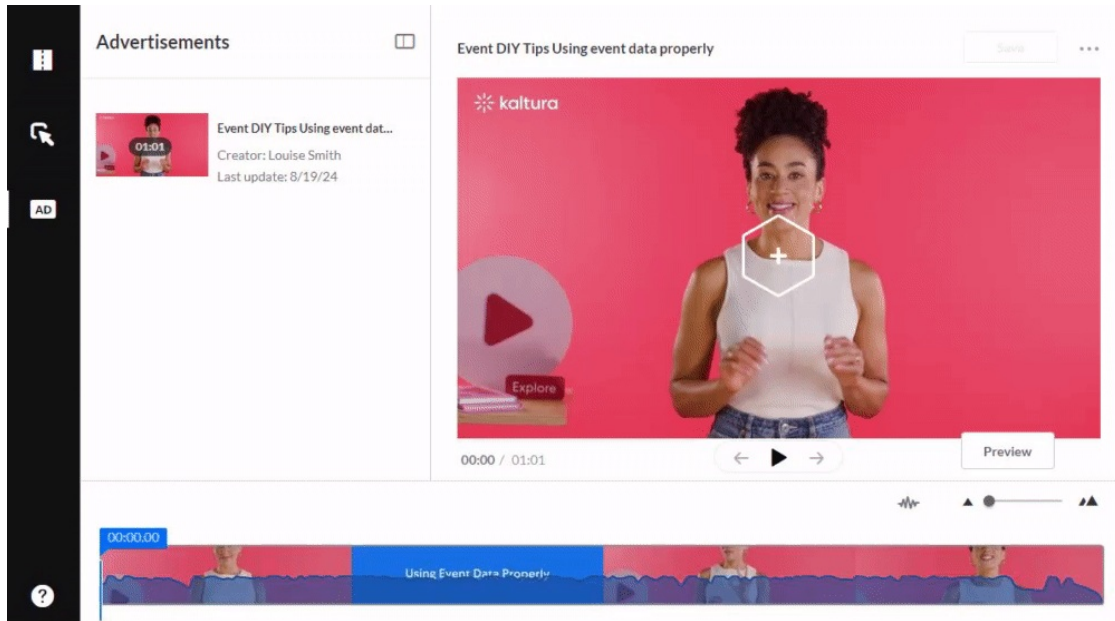 Advertisements
Event DIY Tips Using event data properly
Save
kaltura
01:01
Event DIY Tips Using event dat...
Creator: Louise Smith
Last update: 8/19/24
AD
Explore
00:00 / 01:01
Preview
00:00.00
Using Event Data Properly
?